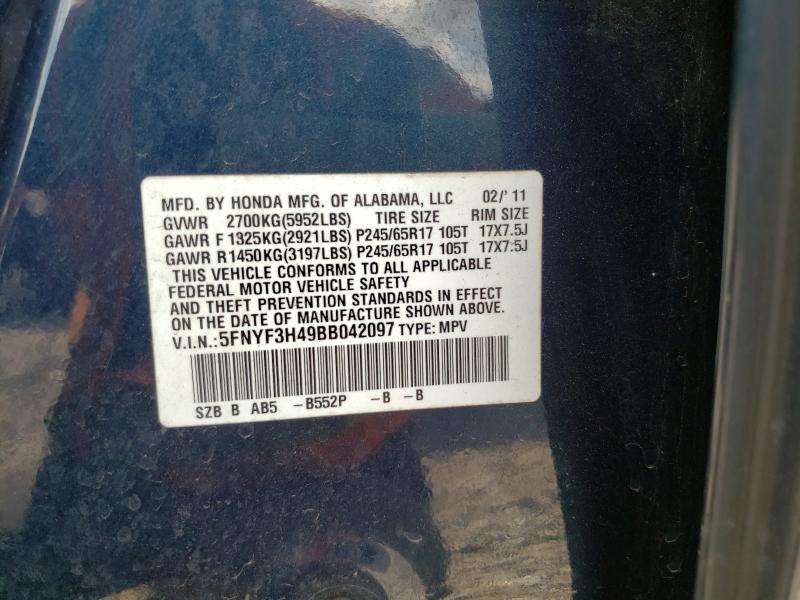 MFD. BY HONDA MFG. OF ALABAMA, LLC 02/'11
GVWR 2700KG(5952LBS) TIRE SIZE RIM SIZE
GAWR F 1325KG(2921LBS) P245/65R17 105T 17X7.5J
GAWR R1450KG(3197LBS) P245/65R17 105T 17X7.5J
THIS VEHICLE CONFORMS TO ALL APPLICABLE
FEDERAL MOTOR VEHICLE SAFETY
AND THEFT PREVENTION STANDARDS IN EFFECT
ON THE DATE OF MANUFACTURE SHOWN ABOVE.
V.I.N.:5FNYF3H49BB042097 TYPE: MPV
SZB B AB5 -B552P -B -B